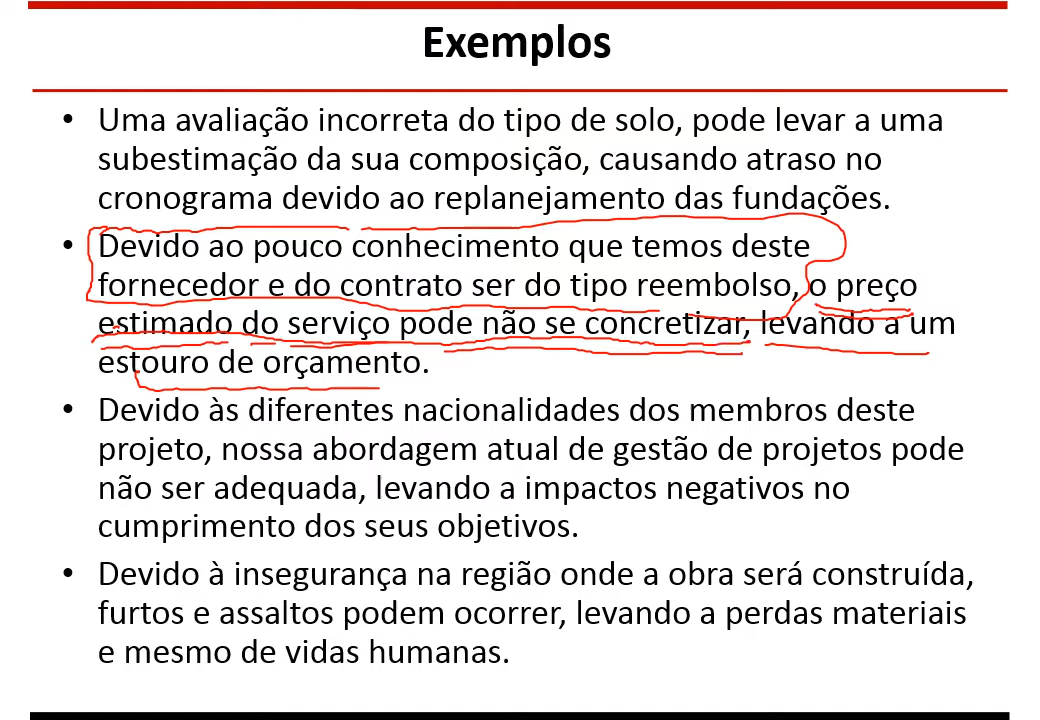 Exemplos
• Uma avaliação incorreta do tipo de solo, pode levar a uma
subestimação da sua composição, causando atraso no
cronograma devido ao replanejamento das fundações.
• Devido ao pouco conhecimento que temos deste
fornecedor e do contrato ser do tipo reembolso, o preço
estimado do serviço pode não se concretizar, levando a um
estouro de orçamento.
• Devido às diferentes nacionalidades dos membros deste
projeto, nossa abordagem atual de gestão de projetos pode
não ser adequada, levando a impactos negativos no
cumprimento dos seus objetivos.
• Devido à insegurança na região onde a obra será construída,
furtos e assaltos podem ocorrer, levando a perdas materiais
e mesmo de vidas humanas.